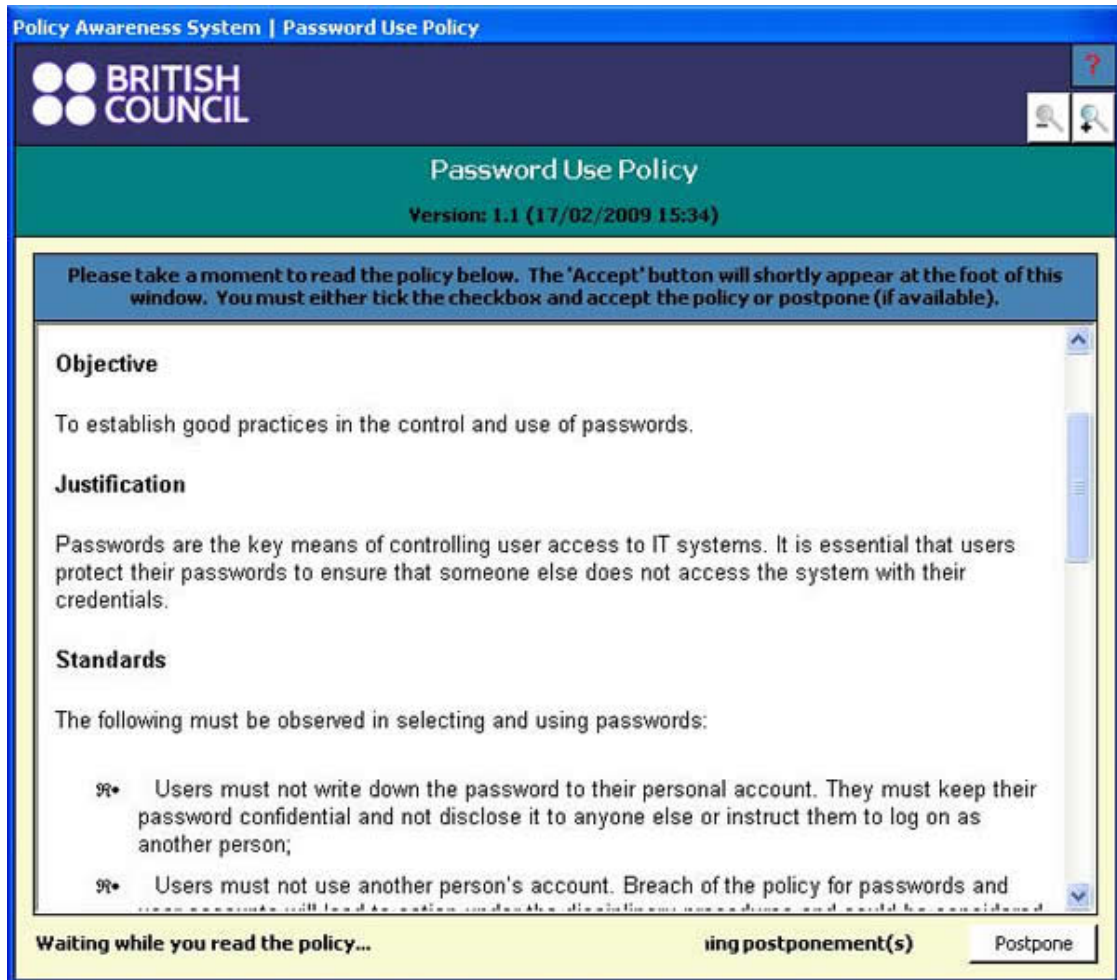 Policy Awareness System | Password Use Policy
BRITISH
COUNCIL
?
Password Use Policy
Version: 1.1 (17/02/2009 15:34)
Please take a moment to read the policy below. The 'Accept' button will shortly appear at the foot of this
window. You must either tick the checkbox and accept the policy or postpone (if available).
Objective
To establish good practices in the control and use of passwords.
Justification
Passwords are the key means of controlling user access to IT systems. It is essential that users
protect their passwords to ensure that someone else does not access the system with their
credentials.
Standards
The following must be observed in selecting and using passwords:
• Users must not write down the password to their personal account. They must keep their
password confidential and not disclose it to anyone else or instruct them to log on as
another person;
• Users must not use another person's account. Breach of the policy for passwords and
Waiting while you read the policy...
ing postponement(s)
Postpone